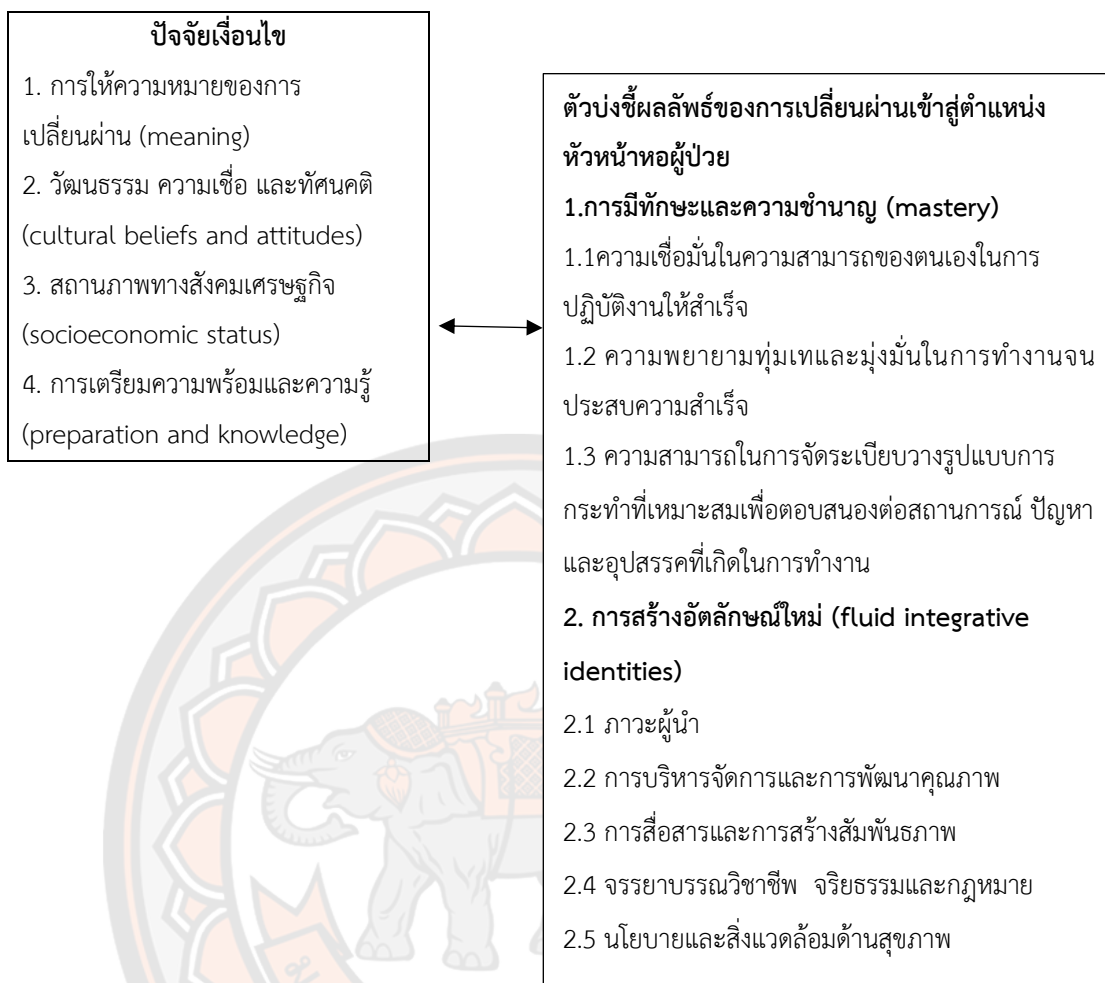 ปัจจัยเงื่อนไข
1. การให้ความหมายของการ
เปลี่ยนผ่าน (meaning)
2. วัฒนธรรม ความเชื่อ และทัศนคติ
(cultural beliefs and attitudes)
3. สถานภาพทางสังคมเศรษฐกิจ
(socioeconomic status)
4. การเตรียมความพร้อมและความรู้
(preparation and knowledge)
ตัวบ่งชี้ผลลัพธ์ของการเปลี่ยนผ่านเข้าสู่ตำแหน่ง
หัวหน้าหอผู้ป่วย
1.การมีทักษะและความชำนาญ (mastery)
1.1ความเชื่อมั่นในความสามารถของตนเองในการ
ปฏิบัติงานให้สำเร็จ
1.2 ความพยายามทุ่มเทและมุ่งมั่นในการทำงานจน
ประสบความสำเร็จ
1.3 ความสามารถในการจัดระเบียบวางรูปแบบการ
กระทำที่เหมาะสมเพื่อตอบสนองต่อสถานการณ์ ปัญหา
และอุปสรรคที่เกิดในการทำงาน
2. การสร้างอัตลักษณ์ใหม่ (fluid integrative
identities)
2.1 ภาวะผู้นำ
2.2 การบริหารจัดการและการพัฒนาคุณภาพ
2.3 การสื่อสารและการสร้างสัมพันธภาพ
2.4 จรรยาบรรณวิชาชีพ จริยธรรมและกฎหมาย
2.5 นโยบายและสิ่งแวดล้อมด้านสุขภาพ